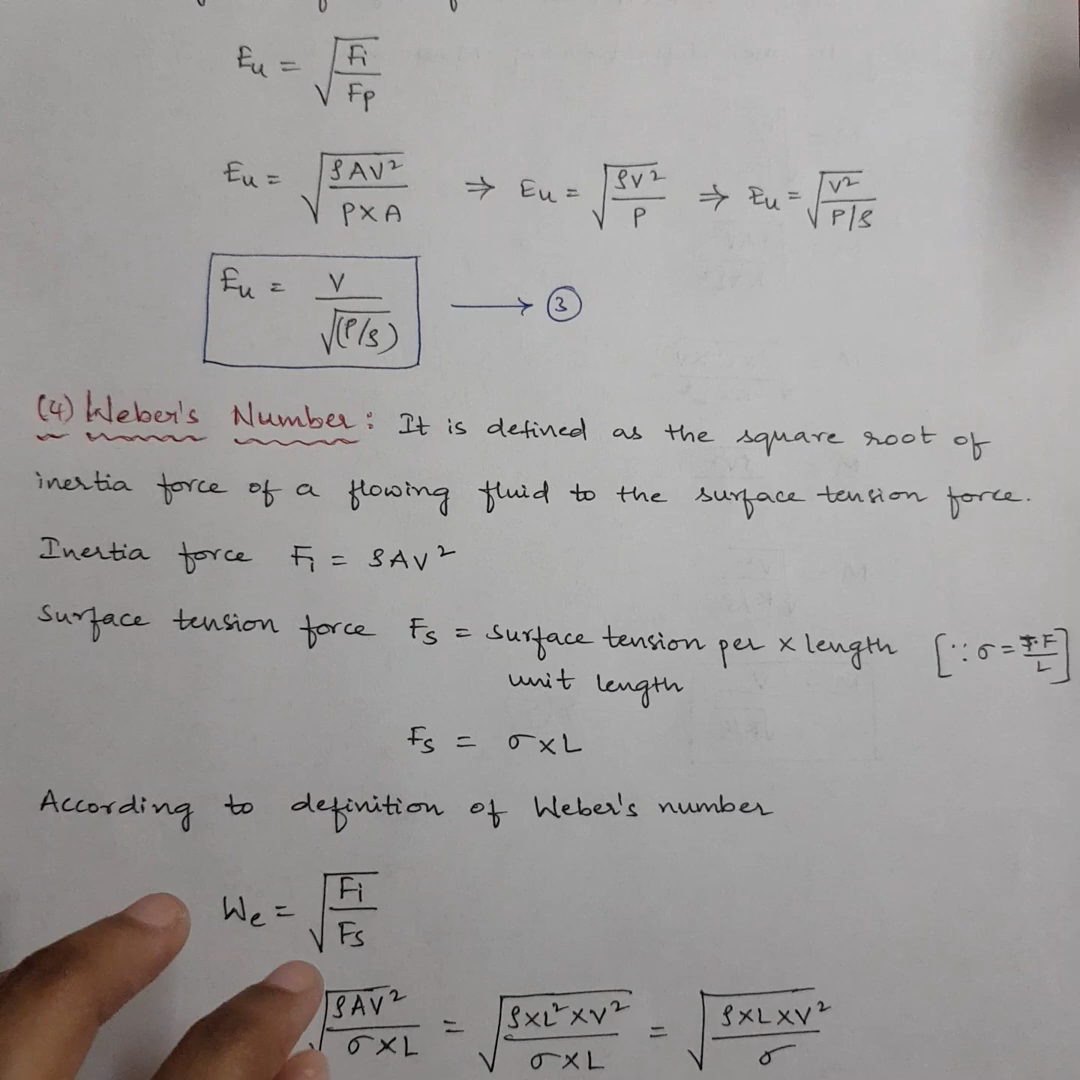 Eu = √(Fi/Fp)
Eu = √(ρAV²/P×A) ⇒ Eu = √(ρV²/P) ⇒ Eu = √(V²/P/ρ)
Eu = V/√(P/ρ) → ③
(4) Weber's Number : It is defined as the square root of
inertia force of a flowing fluid to the surface tension force.
Inertia force Fi = ρAV²
Surface tension force Fs = surface tension per × length [∵ σ = S.F/L]
unit length
Fs = σ×L
According to definition of Weber's number
We = √(Fi/Fs)
√(ρAV²/σ×L) = √(ρ×L²×V²/σ×L) = √(ρ×L×V²/σ)